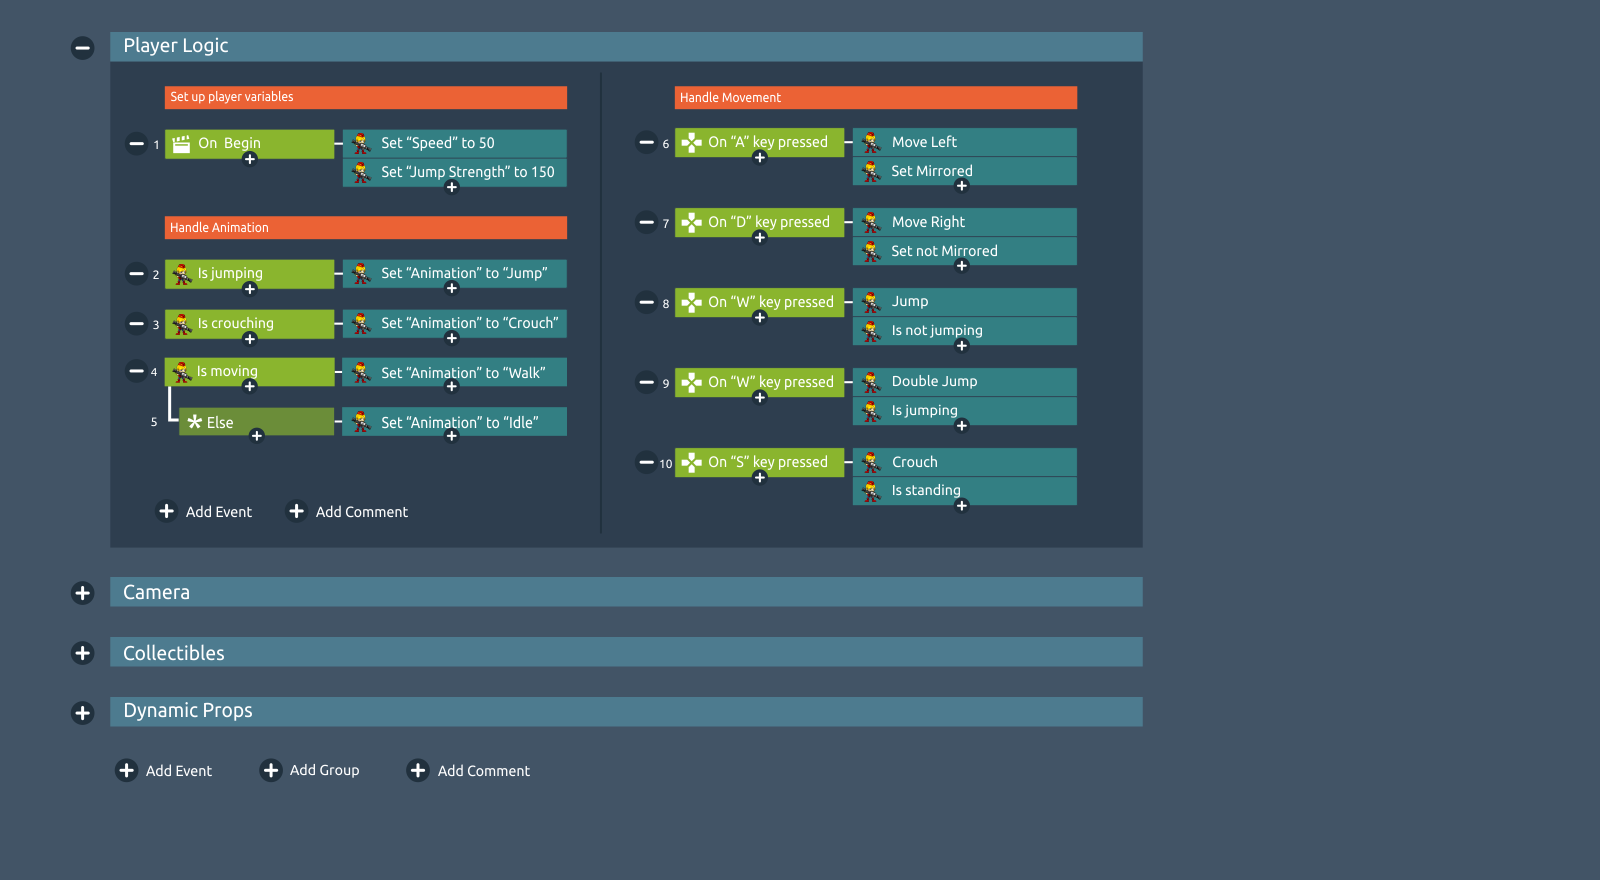 Player Logic
Set up player variables
1 On Begin
Set “Speed” to 50
Set “Jump Strength” to 150
Handle Animation
2 Is jumping
Set “Animation” to “Jump”
3 Is crouching
Set “Animation” to “Crouch”
4 Is moving
Set “Animation” to “Walk”
5 Else
Set “Animation” to “Idle”
Add Event
Add Comment
Handle Movement
6 On “A” key pressed
Move Left
Set Mirrored
7 On “D” key pressed
Move Right
Set not Mirrored
8 On “W” key pressed
Jump
Is not jumping
9 On “W” key pressed
Double Jump
Is jumping
10 On “S” key pressed
Crouch
Is standing
Camera
Collectibles
Dynamic Props
Add Event
Add Group
Add Comment